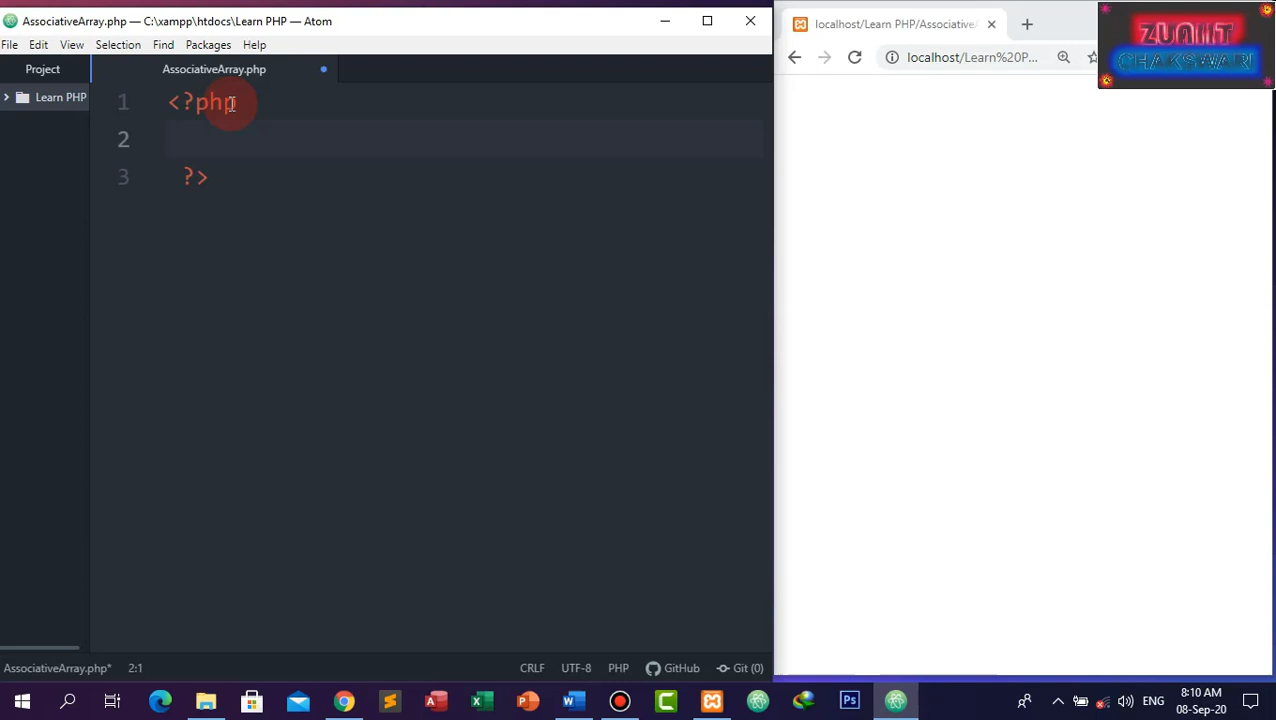 AssociativeArray.php — C:\xampp\htdocs\Learn PHP — Atom
File Edit View Selection Find Packages Help
Project
AssociativeArray.php
Learn PHP
1 <?php
2
3 ?>
AssociativeArray.php* 2:1
CRLF UTF-8 PHP GitHub Git (0)
localhost/Learn PHP/Associative
localhost/Learn%20P...
ZUAIIT
CHAKSWARI
ENG
8:10 AM
08-Sep-20